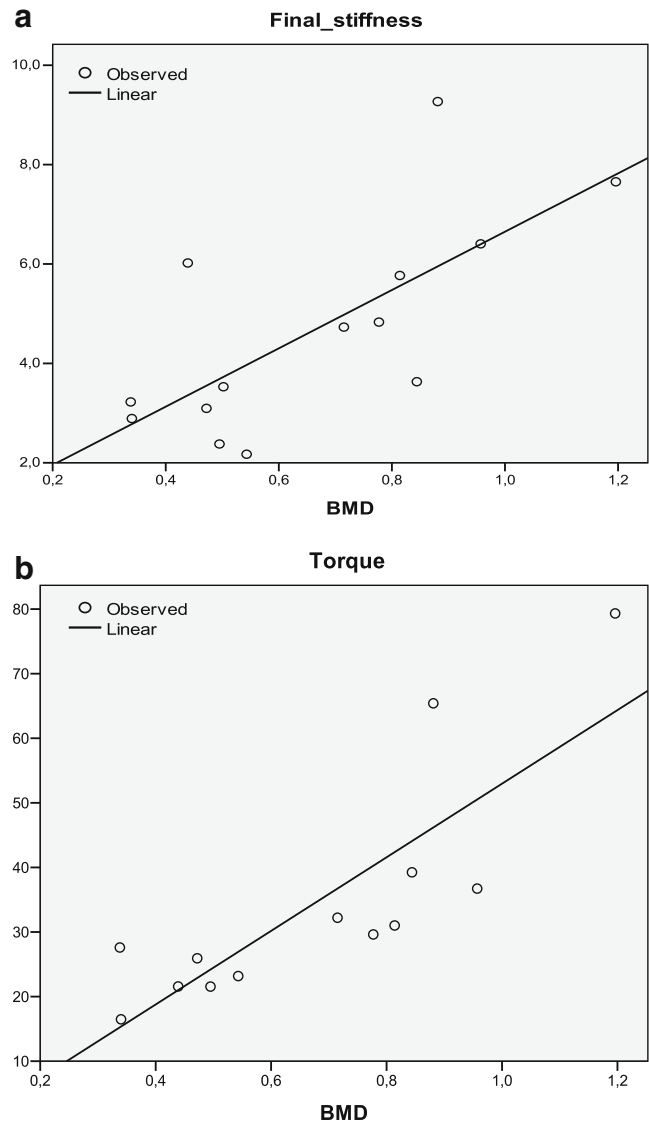 a
Final_stiffness
10,0
Observed
Linear
8,0
6,0
4,0
2,0
0,2 0,4 0,6 0,8 1,0 1,2
BMD
b
Torque
80
Observed
Linear
70
60
50
40
30
20
10
0,2 0,4 0,6 0,8 1,0 1,2
BMD